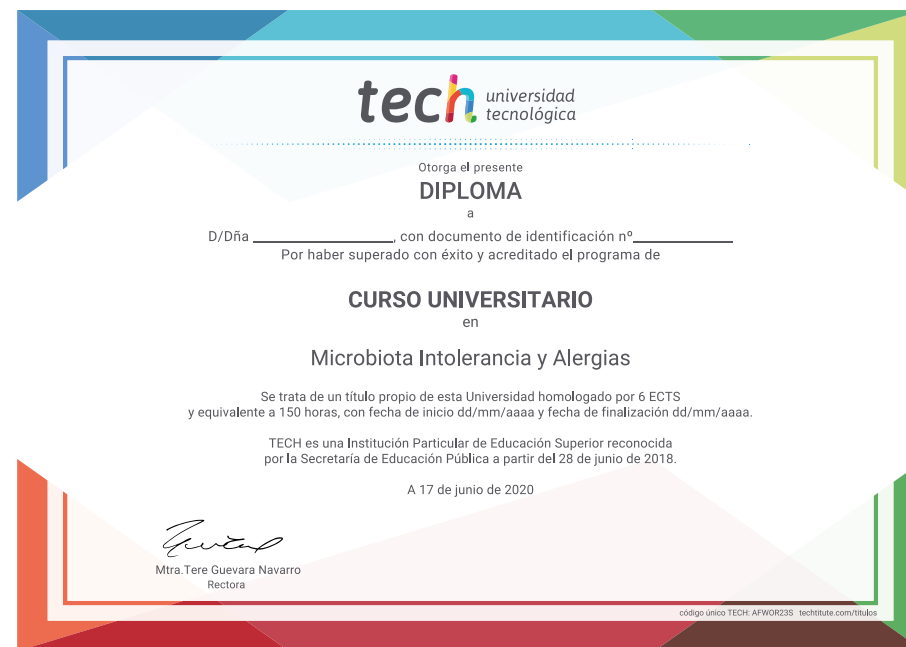 tech universidad
tecnológica
Otorga el presente
DIPLOMA
a
D/Dña ____________________, con documento de identificación nº______________
Por haber superado con éxito y acreditado el programa de
CURSO UNIVERSITARIO
en
Microbiota Intolerancia y Alergias
Se trata de un título propio de esta Universidad homologado por 6 ECTS
y equivalente a 150 horas, con fecha de inicio dd/mm/aaaa y fecha de finalización dd/mm/aaaa.
TECH es una Institución Particular de Educación Superior reconocida
por la Secretaría de Educación Pública a partir del 28 de junio de 2018.
A 17 de junio de 2020
Mtra.Tere Guevara Navarro
Rectora
código único TECH: AFWOR23S techtitute.com/titulos